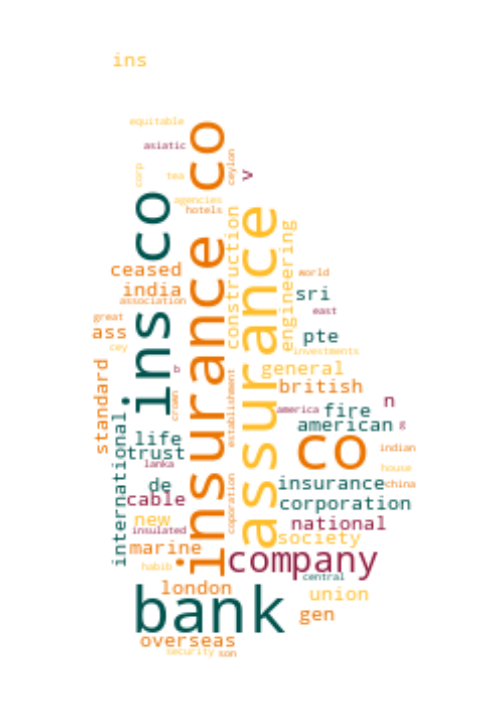 ins
equitable
asiatic
insurance co
ins co
corp
tea
ceylon
v
agencies
hotels
assurance
construction
engineering
ceased
world
india
sri
association
east
great
ass
pte
cey
investments
standard
b
general
british
crown
establishment
n
america
fire
international
american
g
life
co
trust
indian
lanka
house
de
insurance
china
cable
corporation
coporation
new
national
insulated
society
marine
company
habib
central
london
union
bank
gen
overseas
security
son